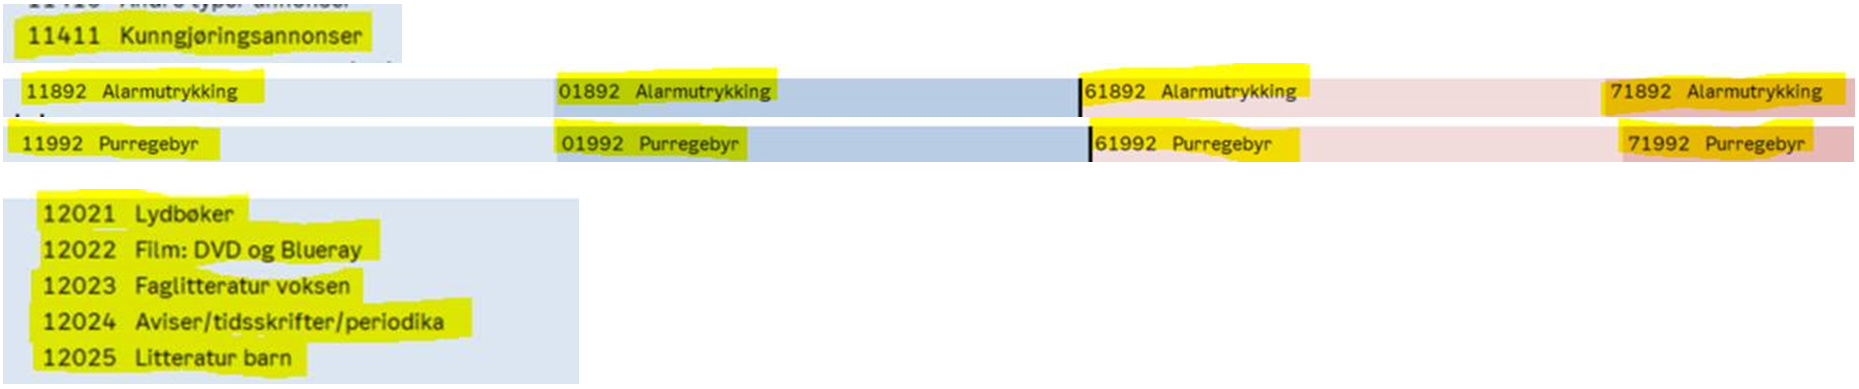 11411 Kunngjøringsannonser
11892 Alarmutrykking 01892 Alarmutrykking 61892 Alarmutrykking 71892 Alarmutrykking
11992 Purregebyr 01992 Purregebyr 61992 Purregebyr 71992 Purregebyr
12021 Lydbøker
12022 Film: DVD og Blueray
12023 Faglitteratur voksen
12024 Aviser/tidsskrifter/periodika
12025 Litteratur barn